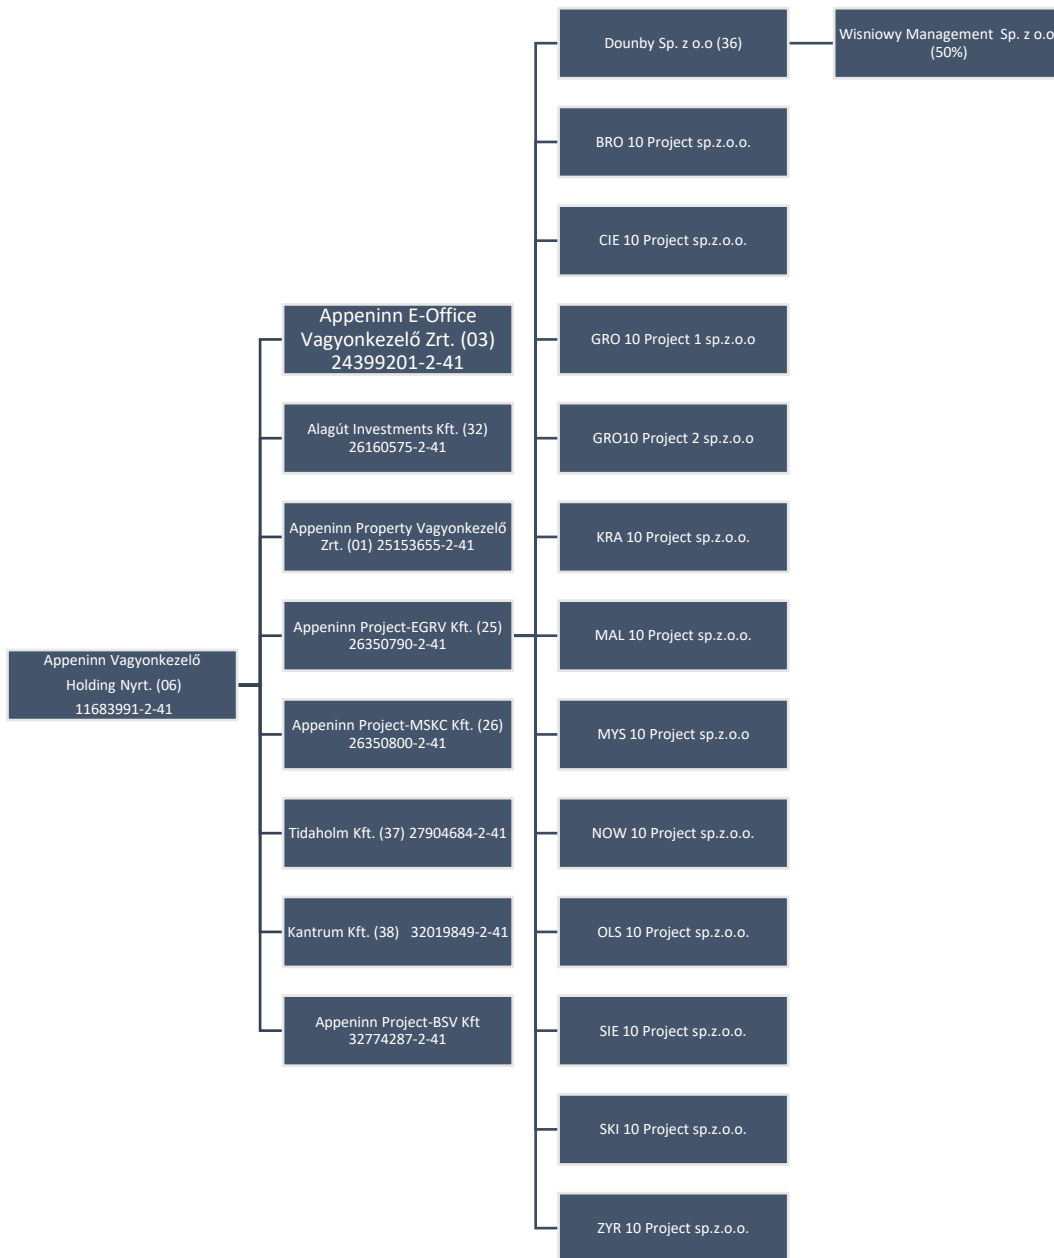 Appeninn Vagyonkezelő
Holding Nyrt. (06)
11683991-2-41
Appeninn E-Office
Vagyonkezelő Zrt. (03)
24399201-2-41
Alagút Investments Kft. (32)
26160575-2-41
Appeninn Property Vagyonkezelő
Zrt. (01) 25153655-2-41
Appeninn Project-EGRV Kft. (25)
26350790-2-41
Appeninn Project-MSKC Kft. (26)
26350800-2-41
Tidaholm Kft. (37) 27904684-2-41
Kantrum Kft. (38) 32019849-2-41
Appeninn Project-BSV Kft
32774287-2-41
Dounby Sp. z o.o (36)
BRO 10 Project sp.z.o.o.
CIE 10 Project sp.z.o.o.
GRO 10 Project 1 sp.z.o.o
GRO10 Project 2 sp.z.o.o
KRA 10 Project sp.z.o.o.
MAL 10 Project sp.z.o.o.
MYS 10 Project sp.z.o.o
NOW 10 Project sp.z.o.o.
OLS 10 Project sp.z.o.o.
SIE 10 Project sp.z.o.o.
SKI 10 Project sp.z.o.o.
ZYR 10 Project sp.z.o.o.
Wisniowy Management Sp. z o.o
(50%)